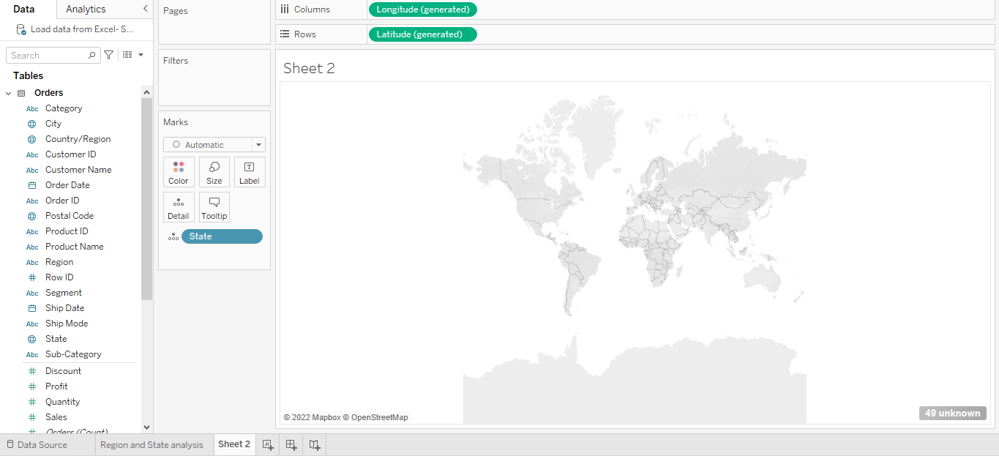 Data
Analytics
Load data from Excel- S...
Search
Tables
Orders
Abc Category
City
Country/Region
Abc Customer ID
Abc Customer Name
Order Date
Abc Order ID
Postal Code
Abc Product ID
Abc Product Name
Abc Region
Row ID
Abc Segment
Ship Date
Abc Ship Mode
State
Abc Sub-Category
Discount
Profit
Quantity
Sales
Orders (Count)
Pages
Filters
Marks
Automatic
Color Size Label
Detail Tooltip
State
Columns Longitude (generated)
Rows Latitude (generated)
Sheet 2
© 2022 Mapbox © OpenStreetMap
49 unknown
Data Source Region and State analysis Sheet 2